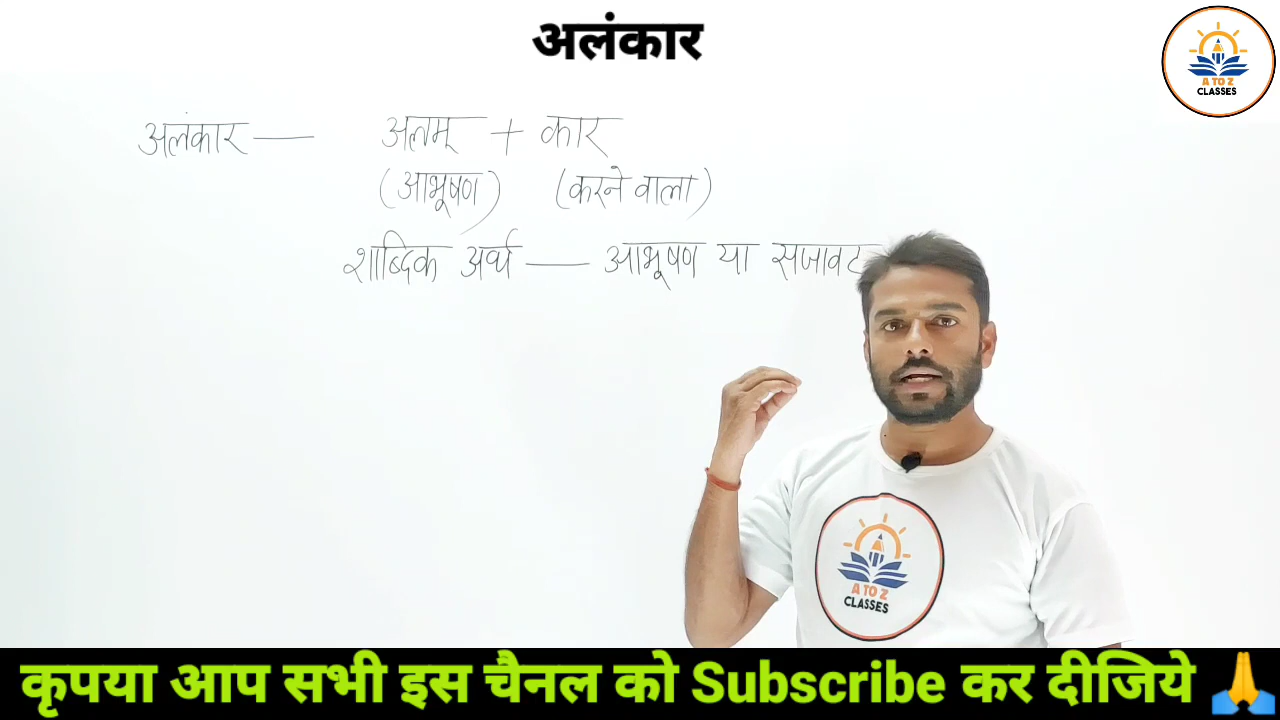 अलंकार
A TO Z
CLASSES
अलंकार — अलम् + कार
(आभूषण) (करने वाला)
शाब्दिक अर्थ — आभूषण या सजावट
A TO Z
CLASSES
कृपया आप सभी इस चैनल को Subscribe कर दीजिये 🙏